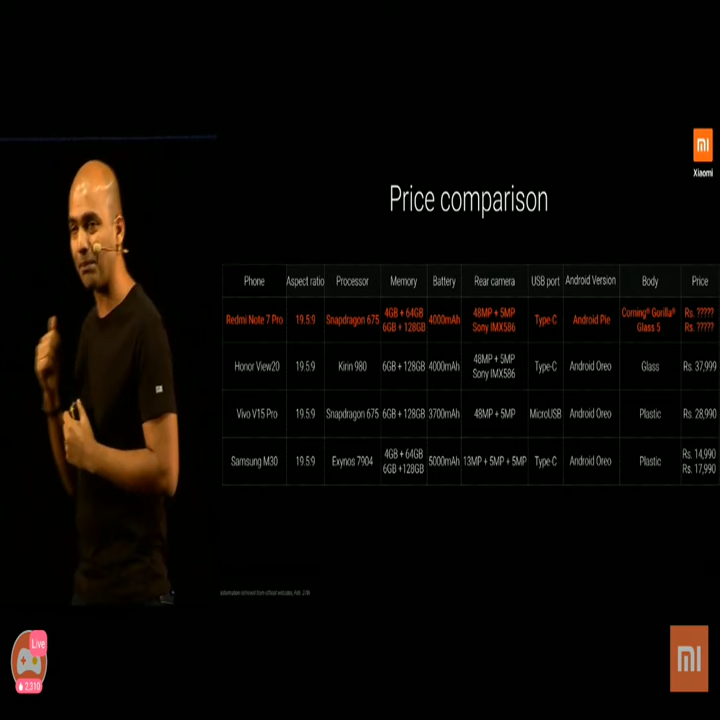 mi
Xiaomi
Price comparison
Phone Aspect ratio Processor Memory Battery Rear camera USB port Android Version Body Price
Redmi Note 7 Pro 19.5:9 Snapdragon 675 4GB + 64GB 6GB + 128GB 4000mAh 48MP + 5MP Sony IMX586 Type-C Android Pie Corning® Gorilla® Glass 5 Rs. ????? Rs. ?????
Honor View20 19.5:9 Kirin 980 6GB + 128GB 4000mAh 48MP + 5MP Sony IMX586 Type-C Android Oreo Glass Rs. 37,999
Vivo V15 Pro 19.5:9 Snapdragon 675 6GB + 128GB 3700mAh 48MP + 5MP MicroUSB Android Oreo Plastic Rs. 28,990
Samsung M30 19.5:9 Exynos 7904 4GB + 64GB 6GB +128GB 5000mAh 13MP + 5MP + 5MP Type-C Android Oreo Plastic Rs. 14,990 Rs. 17,990
Live
2,310
mi